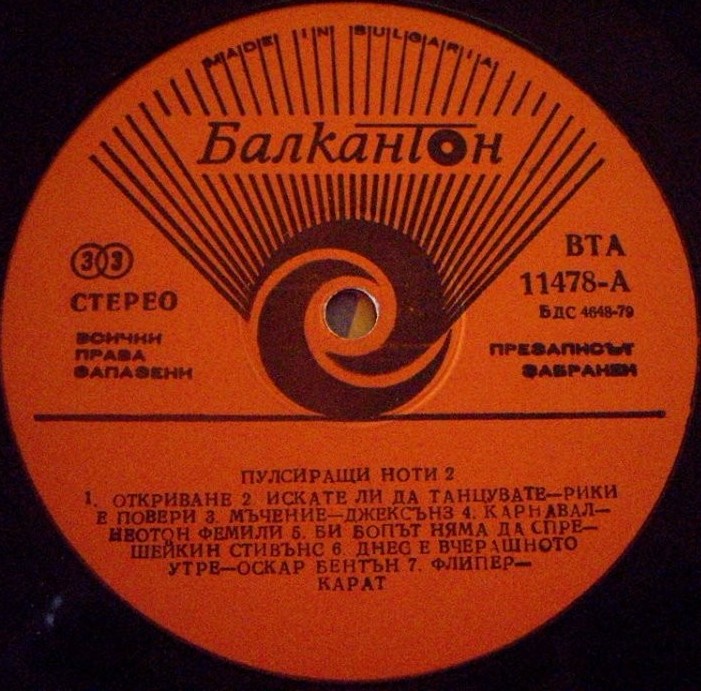 MADE IN BULGARIA
Балкантон
33
СТЕРЕО
ВСИЧКИ
ПРАВА
ЗАПАЗЕНИ
ВТА
11478-А
БДС 4648-79
ПРЕЗАПИСЪТ
ЗАБРАНЕН
ПУЛСИРАЩИ НОТИ 2
1. ОТКРИВАНЕ 2. ИСКАТЕ ЛИ ДА ТАНЦУВАТЕ—РИКИ
Е ПОВЕРИ 3. МЪЧЕНИЕ—ДЖЕКСЪНЗ 4. КАРНАВАЛ—
НЕОТОН ФЕМИЛИ 5. БИ БОПЪТ НЯМА ДА СПРЕ—
ШЕЙКИН СТИВЪНС 6. ДНЕС Е ВЧЕРАШНОТО
УТРЕ—ОСКАР БЕНТЪН 7. ФЛИПЕР—
КАРАТ